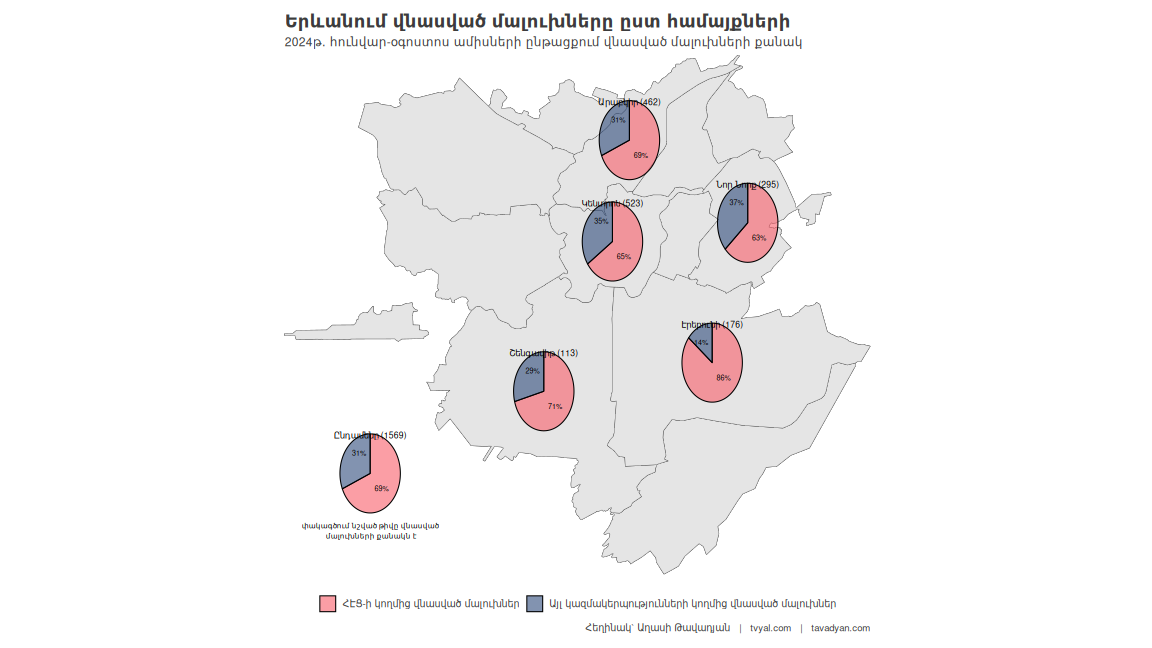 Երևանում վնասված մալուխները ըստ համայքների
2024թ. հունվար-օգոստոս ամիսների ընթացքում վնասված մալուխների քանակ
Արաբկիր (462)
31%
69%
Նոր Նորք (295)
37%
63%
Կենտրոն (523)
35%
65%
Էրեբունի (176)
14%
86%
Շենգավիթ (113)
29%
71%
Ընդամենը (1569)
31%
69%
փակագծում նշված թիվը վնասված
մալուխների քանակն է
ՀԷՑ-ի կողմից վնասված մալուխներ
Այլ կազմակերպությունների կողմից վնասված մալուխներ
Հեղինակ՝ Աղասի Թավադյան | tvyal.com | tavadyan.com